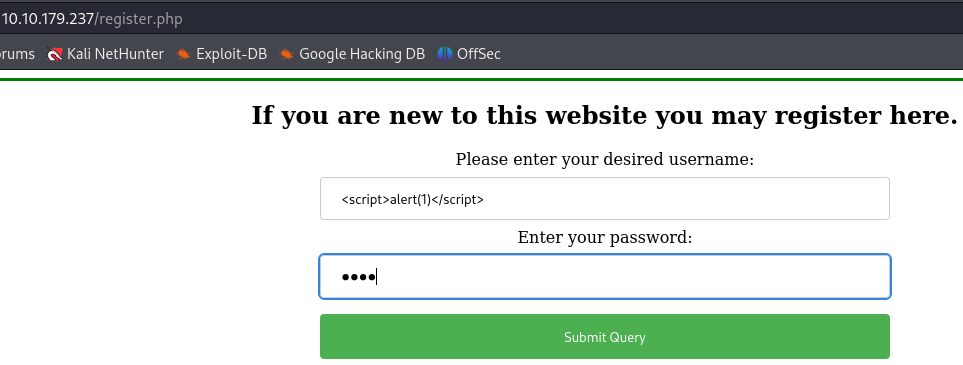 10.10.179.237/register.php
orums Kali NetHunter Exploit-DB Google Hacking DB OffSec
If you are new to this website you may register here.
Please enter your desired username:
<script>alert(1)</script>
Enter your password:
••••
Submit Query